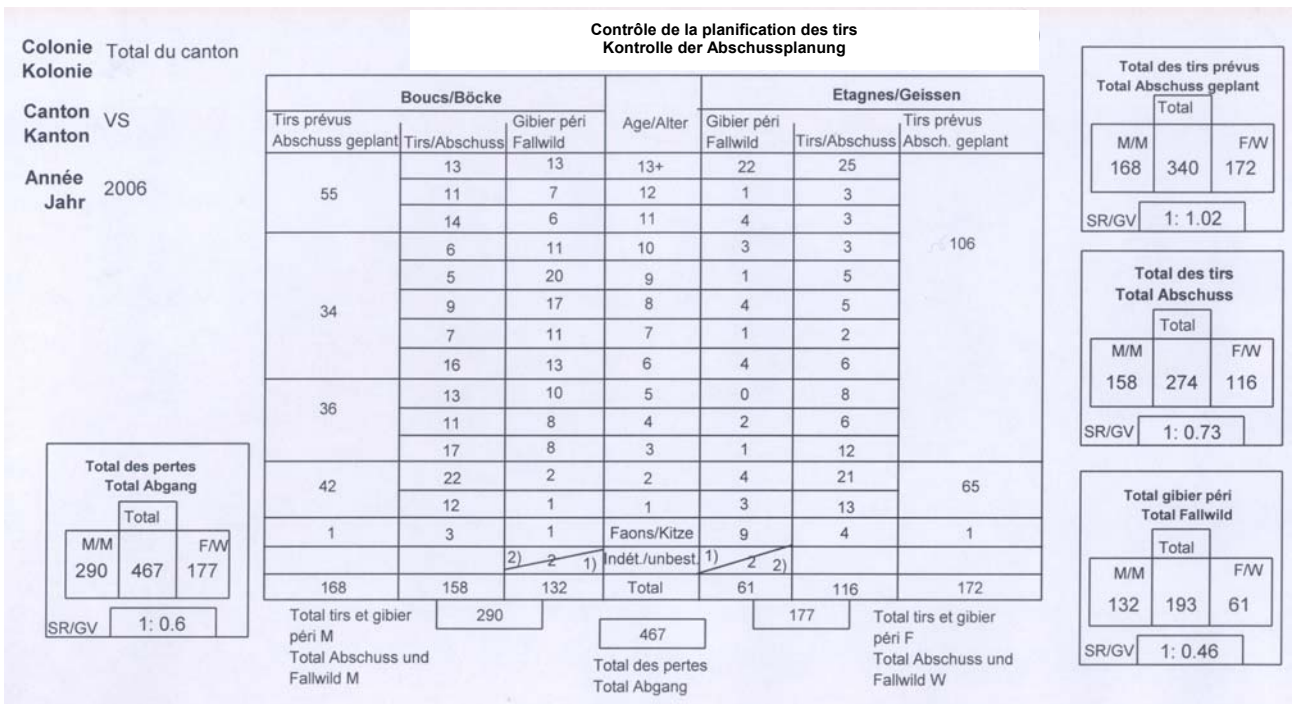 Contrôle de la planification des tirs
Kontrolle der Abschussplanung
Colonie Total du canton
Kolonie
Canton VS
Kanton
Année 2006
Jahr
Boucs/Böcke Age/Alter Etagnes/Geissen
Tirs prévus Gibier péri Gibier péri Tirs prévus
Abschuss geplant Tirs/Abschuss Fallwild Fallwild Tirs/Abschuss Absch. geplant
13 13 13+ 22 25
55 11 7 12 1 3
14 6 11 4 3
6 11 10 3 3 106
5 20 9 1 5
34 9 17 8 4 5
7 11 7 1 2
16 13 6 4 6
13 10 5 0 8
36 11 8 4 2 6
17 8 3 1 12
42 22 2 2 4 21 65
12 1 1 3 13
1 3 1 Faons/Kitze 9 4 1
2) 2 1) Indét./unbest. 1) 2 2)
168 158 132 Total 61 116 172
Total tirs et gibier 290
péri M
Total Abschuss und
Fallwild M
467
Total des pertes
Total Abgang
177 Total tirs et gibier
péri F
Total Abschuss und
Fallwild W
Total des pertes
Total Abgang
Total
M/M F/W
290 467 177
SR/GV 1: 0.6
Total des tirs prévus
Total Abschuss geplant
Total
M/M F/W
168 340 172
SR/GV 1: 1.02
Total des tirs
Total Abschuss
Total
M/M F/W
158 274 116
SR/GV 1: 0.73
Total gibier péri
Total Fallwild
Total
M/M F/W
132 193 61
SR/GV 1: 0.46